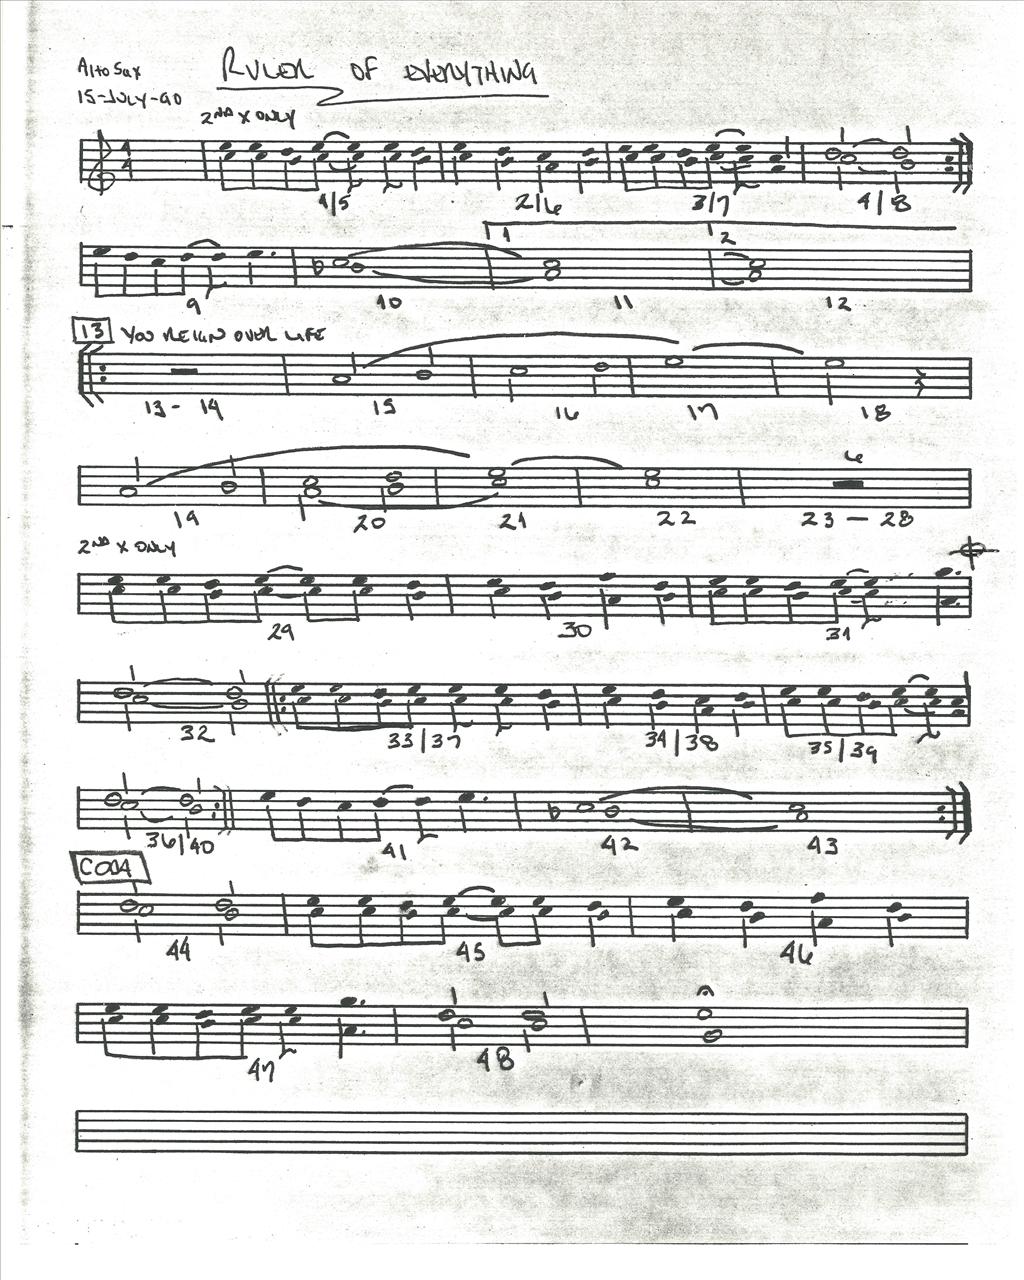 Alto Sax
RULER OF EVERYTHING
15-JULY-90
2ND X ONLY
4
4
1/5 2/6 3/7 4/8
1 2
9 10 11 12
13 YOU REIGN OVER LIFE
13 - 14 15 16 17 18
6
19 20 21 22 23 - 28
2ND X ONLY
29 30 31
32 33/37 34/38 35/39
36/40 41 42 43
CODA
44 45 46
47 48